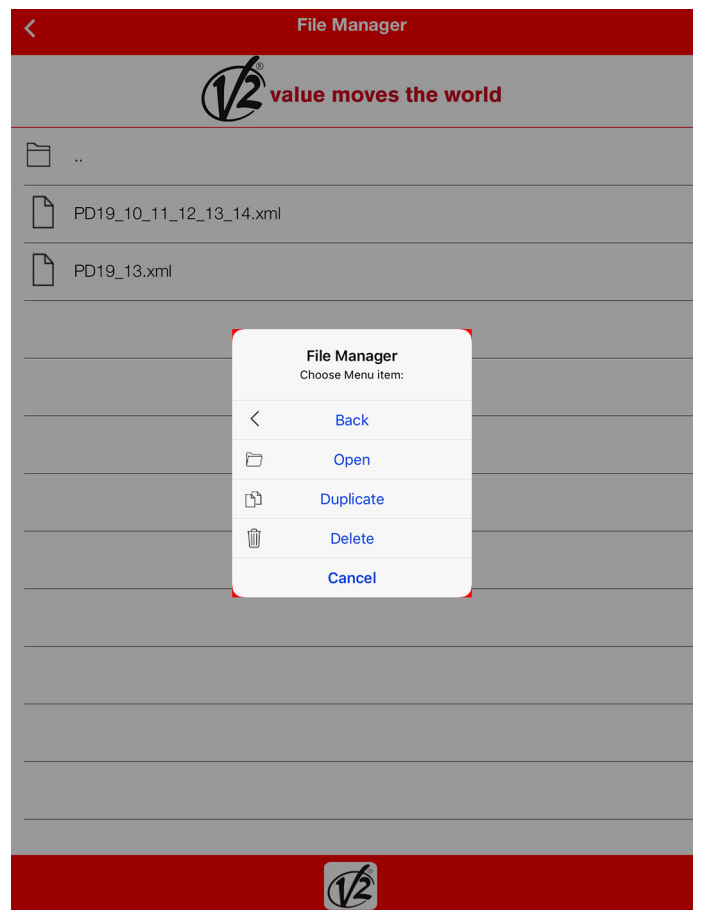 File Manager
V2® value moves the world
..
PD19_10_11_12_13_14.xml
PD19_13.xml
File Manager
Choose Menu item:
Back
Open
Duplicate
Delete
Cancel
V2®